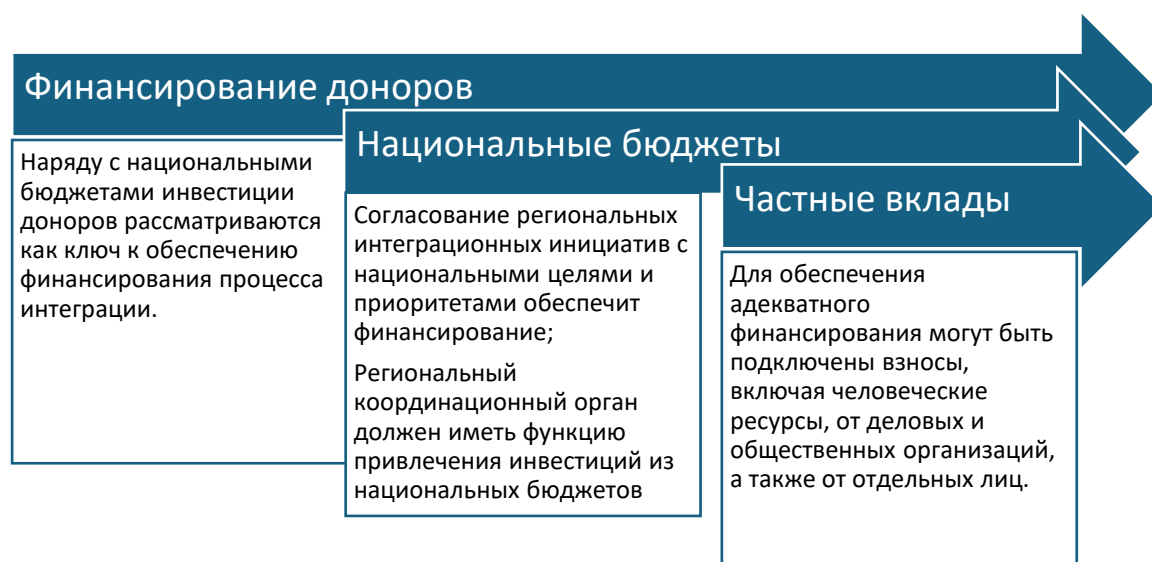 Финансирование доноров
Наряду с национальными
бюджетами инвестиции
доноров рассматриваются
как ключ к обеспечению
финансирования процесса
интеграции.
Национальные бюджеты
Согласование региональных
интеграционных инициатив с
национальными целями и
приоритетами обеспечит
финансирование;
Региональный
координационный орган
должен иметь функцию
привлечения инвестиций из
национальных бюджетов
Частные вклады
Для обеспечения
адекватного
финансирования могут быть
подключены взносы,
включая человеческие
ресурсы, от деловых и
общественных организаций,
а также от отдельных лиц.